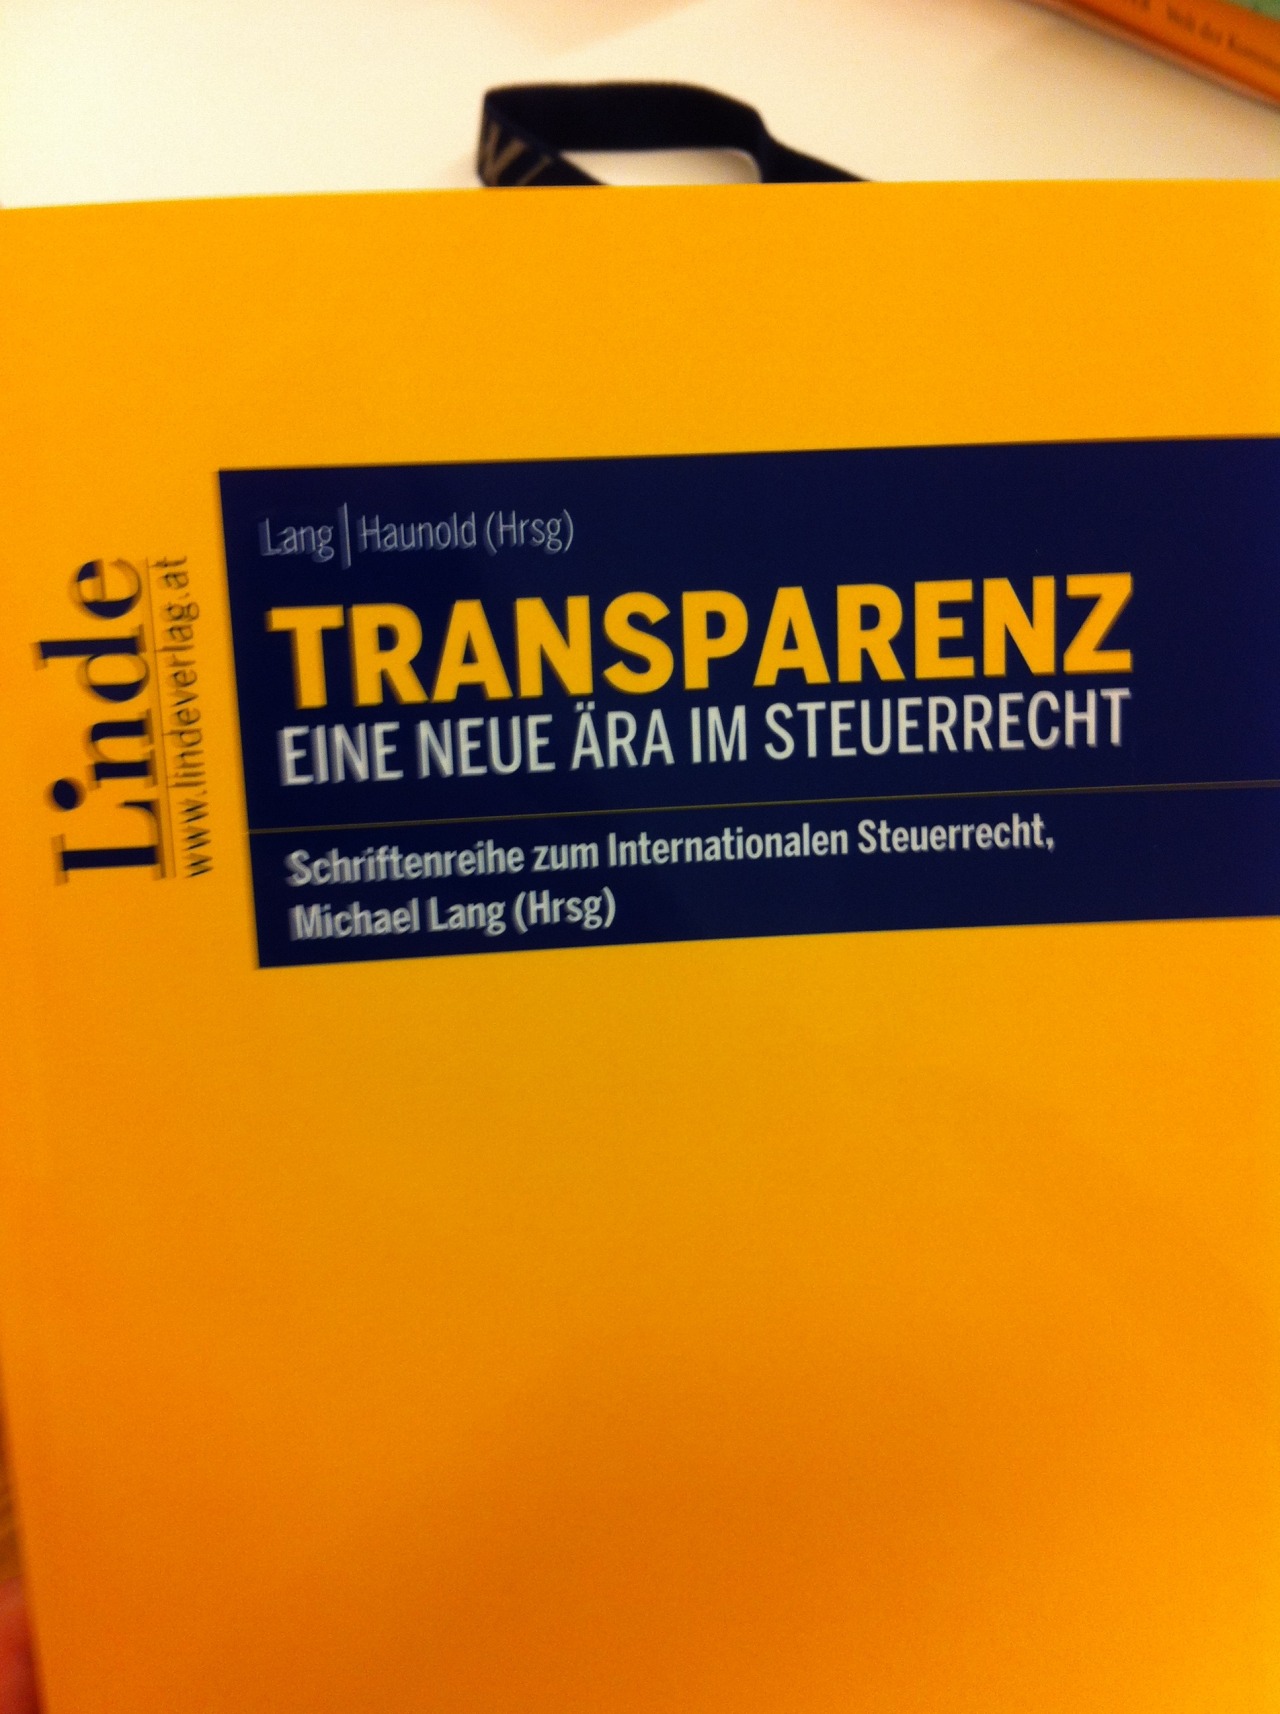 Lang | Haunold (Hrsg)
TRANSPARENZ
EINE NEUE ÄRA IM STEUERRECHT
Schriftenreihe zum Internationalen Steuerrecht,
Michael Lang (Hrsg)
Linde
www.lindeverlag.at